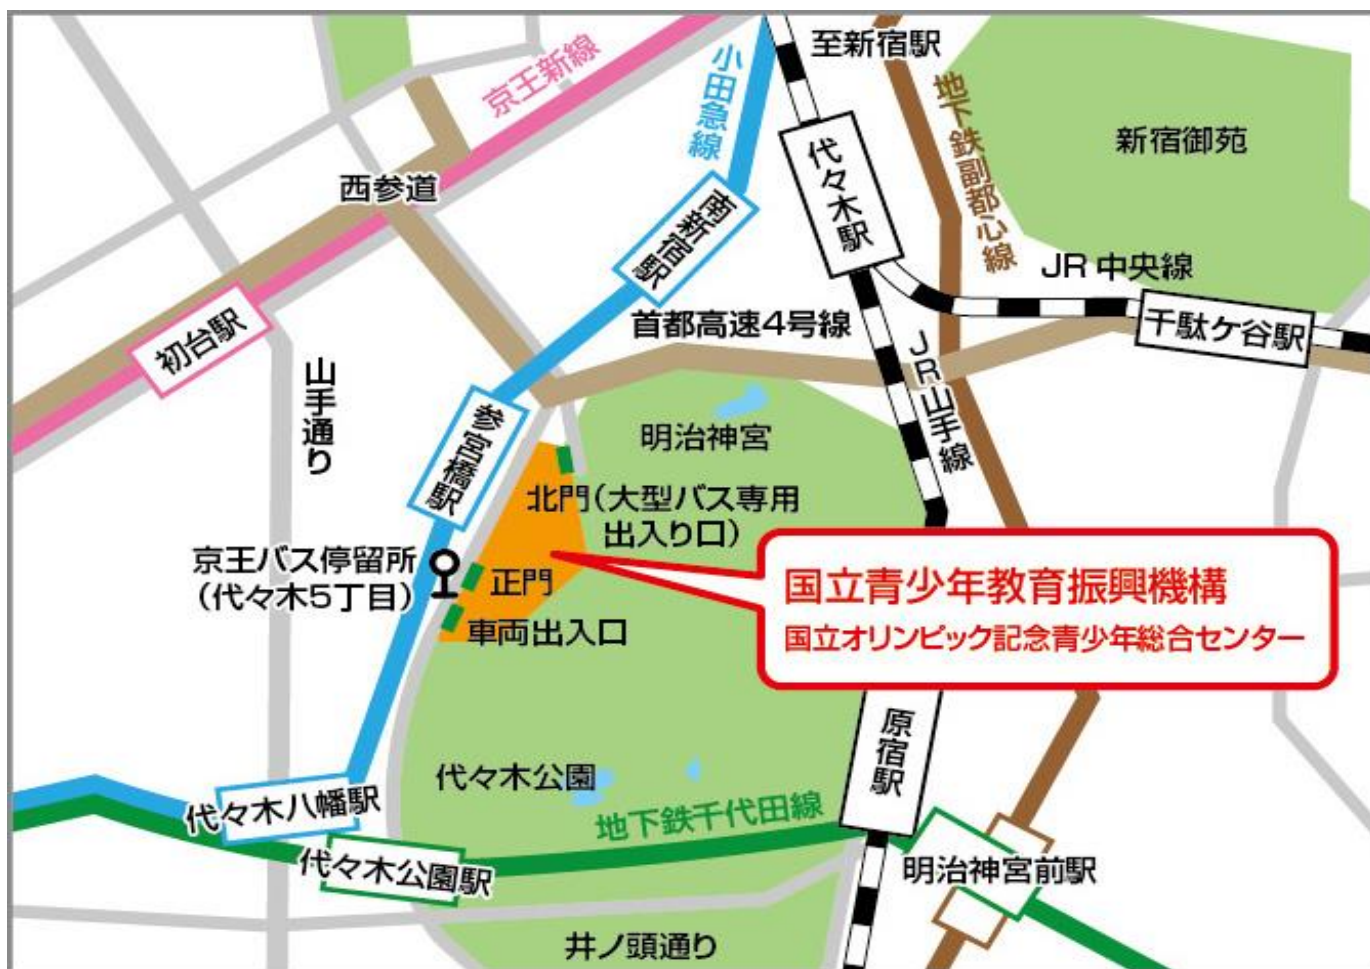 至新宿駅
京王新線
小田急線
地下鉄副都心線
新宿御苑
代々木駅
西参道
南新宿駅
JR中央線
初台駅
首都高速4号線
千駄ケ谷駅
山手通り
JR山手線
参宮橋駅
明治神宮
北門(大型バス専用
出入り口)
京王バス停留所
(代々木5丁目)
正門
車両出入口
国立青少年教育振興機構
国立オリンピック記念青少年総合センター
原宿駅
代々木公園
代々木八幡駅
地下鉄千代田線
代々木公園駅
明治神宮前駅
井ノ頭通り